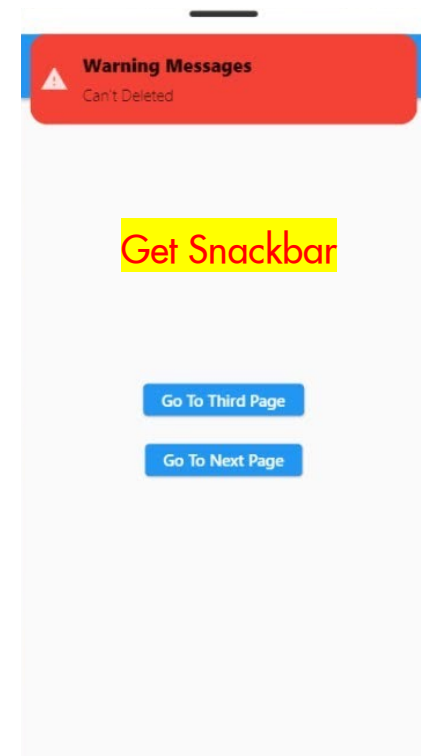 Warning Messages
Can't Deleted
Get Snackbar
Go To Third Page
Go To Next Page